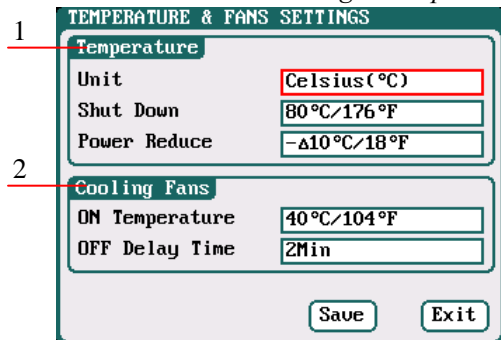 TEMPERATURE & FANS SETTINGS
1
Temperature
Unit Celsius(°C)
Shut Down 80°C/176°F
Power Reduce -∆10°C/18°F
2
Cooling Fans
ON Temperature 40°C/104°F
OFF Delay Time 2Min
Save Exit